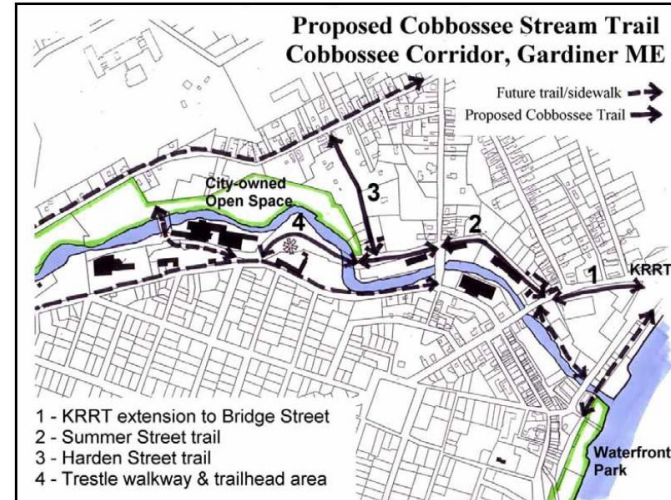 Proposed Cobbossee Stream Trail
Cobbossee Corridor, Gardiner ME
Future trail/sidewalk
Proposed Cobbossee Trail
City-owned
Open Space
3
4
2
1
KRRT
1 - KRRT extension to Bridge Street
2 - Summer Street trail
3 - Harden Street trail
4 - Trestle walkway & trailhead area
Waterfront
Park